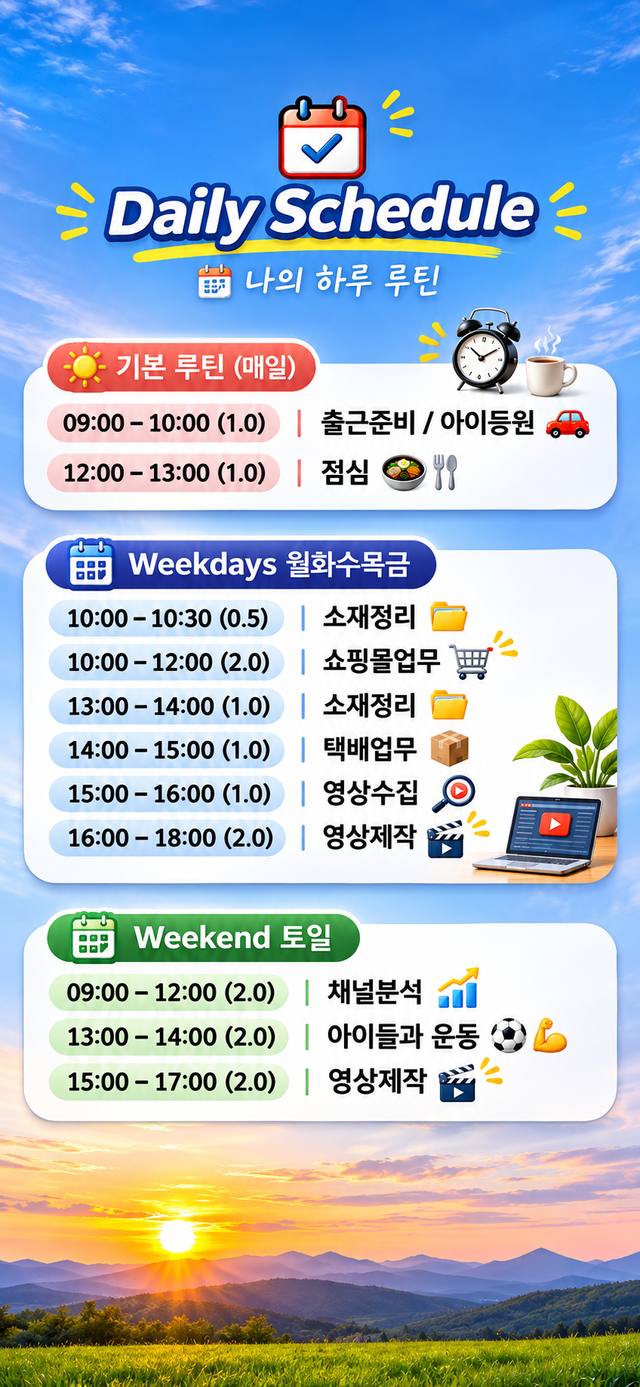 Daily Schedule
나의 하루 루틴
기본 루틴 (매일)
09:00 – 10:00 (1.0) | 출근준비 / 아이등원
12:00 – 13:00 (1.0) | 점심
Weekdays 월화수목금
10:00 – 10:30 (0.5) | 소재정리
10:00 – 12:00 (2.0) | 쇼핑몰업무
13:00 – 14:00 (1.0) | 소재정리
14:00 – 15:00 (1.0) | 택배업무
15:00 – 16:00 (1.0) | 영상수집
16:00 – 18:00 (2.0) | 영상제작
Weekend 토일
09:00 – 12:00 (2.0) | 채널분석
13:00 – 14:00 (2.0) | 아이들과 운동
15:00 – 17:00 (2.0) | 영상제작